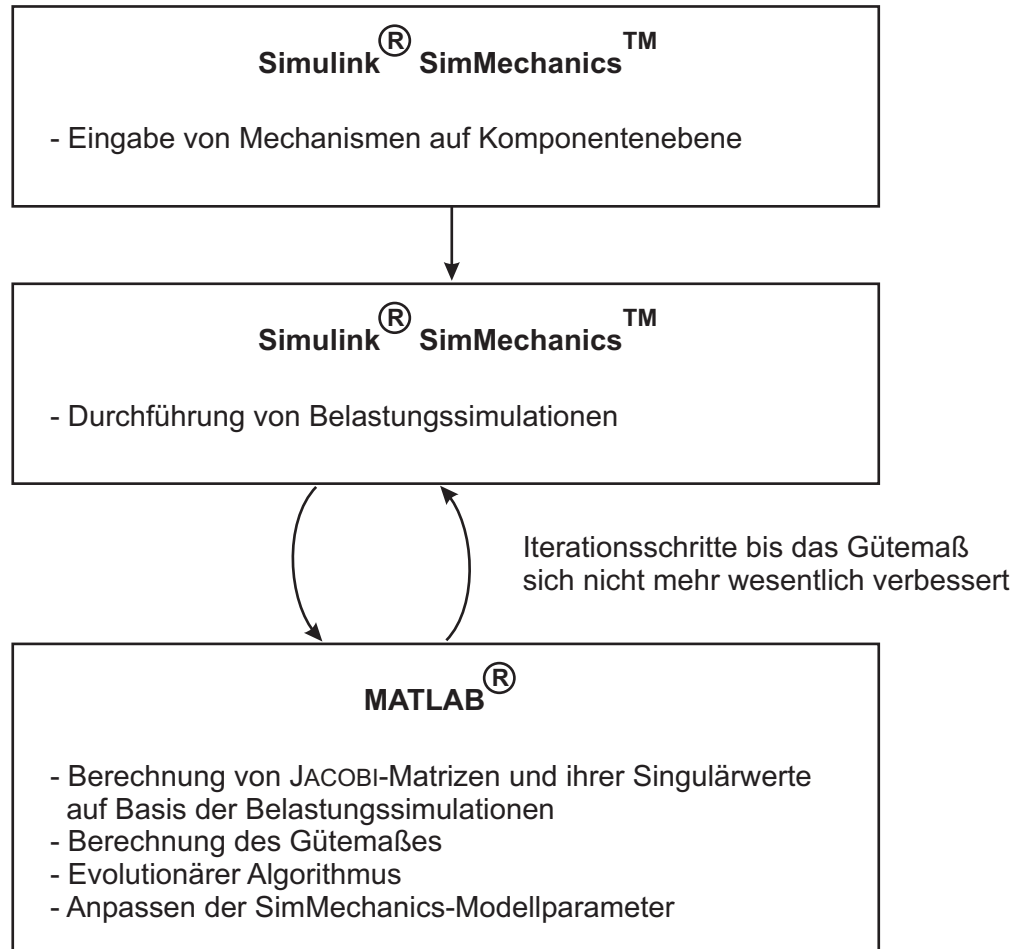 Simulink® SimMechanics™
- Eingabe von Mechanismen auf Komponentenebene
Simulink® SimMechanics™
- Durchführung von Belastungssimulationen
Iterationsschritte bis das Gütemaß
sich nicht mehr wesentlich verbessert
MATLAB®
- Berechnung von JACOBI-Matrizen und ihrer Singulärwerte
auf Basis der Belastungssimulationen
- Berechnung des Gütemaßes
- Evolutionärer Algorithmus
- Anpassen der SimMechanics-Modellparameter